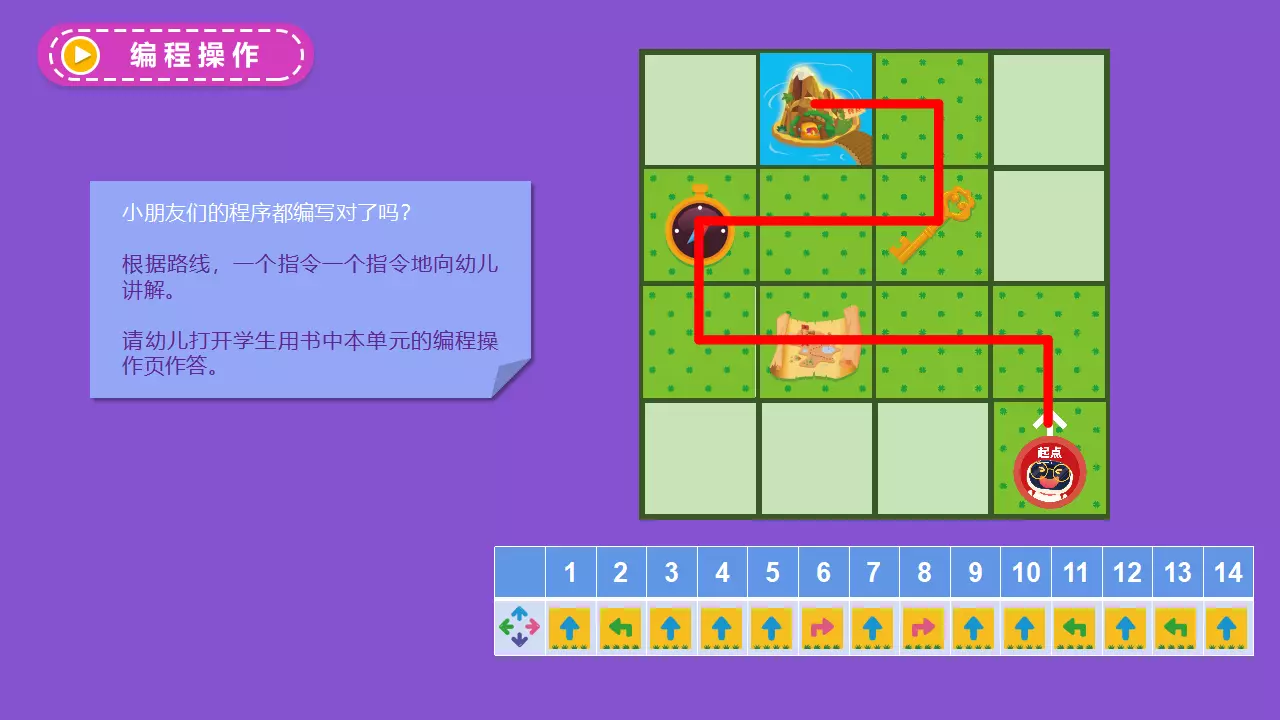 编程操作
小朋友们的程序都编写对了吗?
根据路线，一个指令一个指令地向幼儿
讲解。
请幼儿打开学生用书中本单元的编程操
作页作答。
起点
1 2 3 4 5 6 7 8 9 10 11 12 13 14